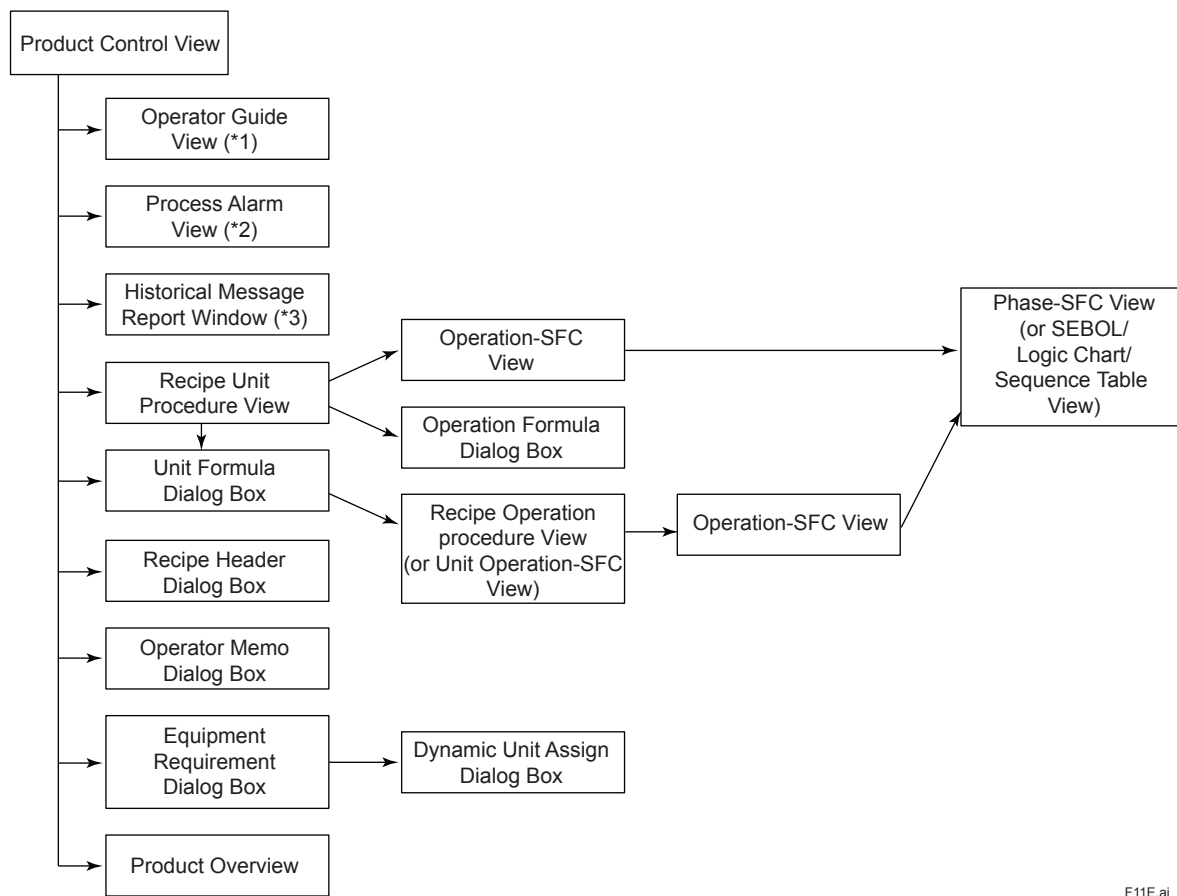 Product Control View
Operator Guide
View (*1)
Process Alarm
View (*2)
Historical Message
Report Window (*3)
Recipe Unit
Procedure View
Unit Formula
Dialog Box
Recipe Header
Dialog Box
Operator Memo
Dialog Box
Equipment
Requirement
Dialog Box
Product Overview
Operation-SFC
View
Operation Formula
Dialog Box
Recipe Operation
procedure View
(or Unit Operation-SFC
View)
Dynamic Unit Assign
Dialog Box
Operation-SFC View
Phase-SFC View
(or SEBOL/
Logic Chart/
Sequence Table
View)
F11E.ai